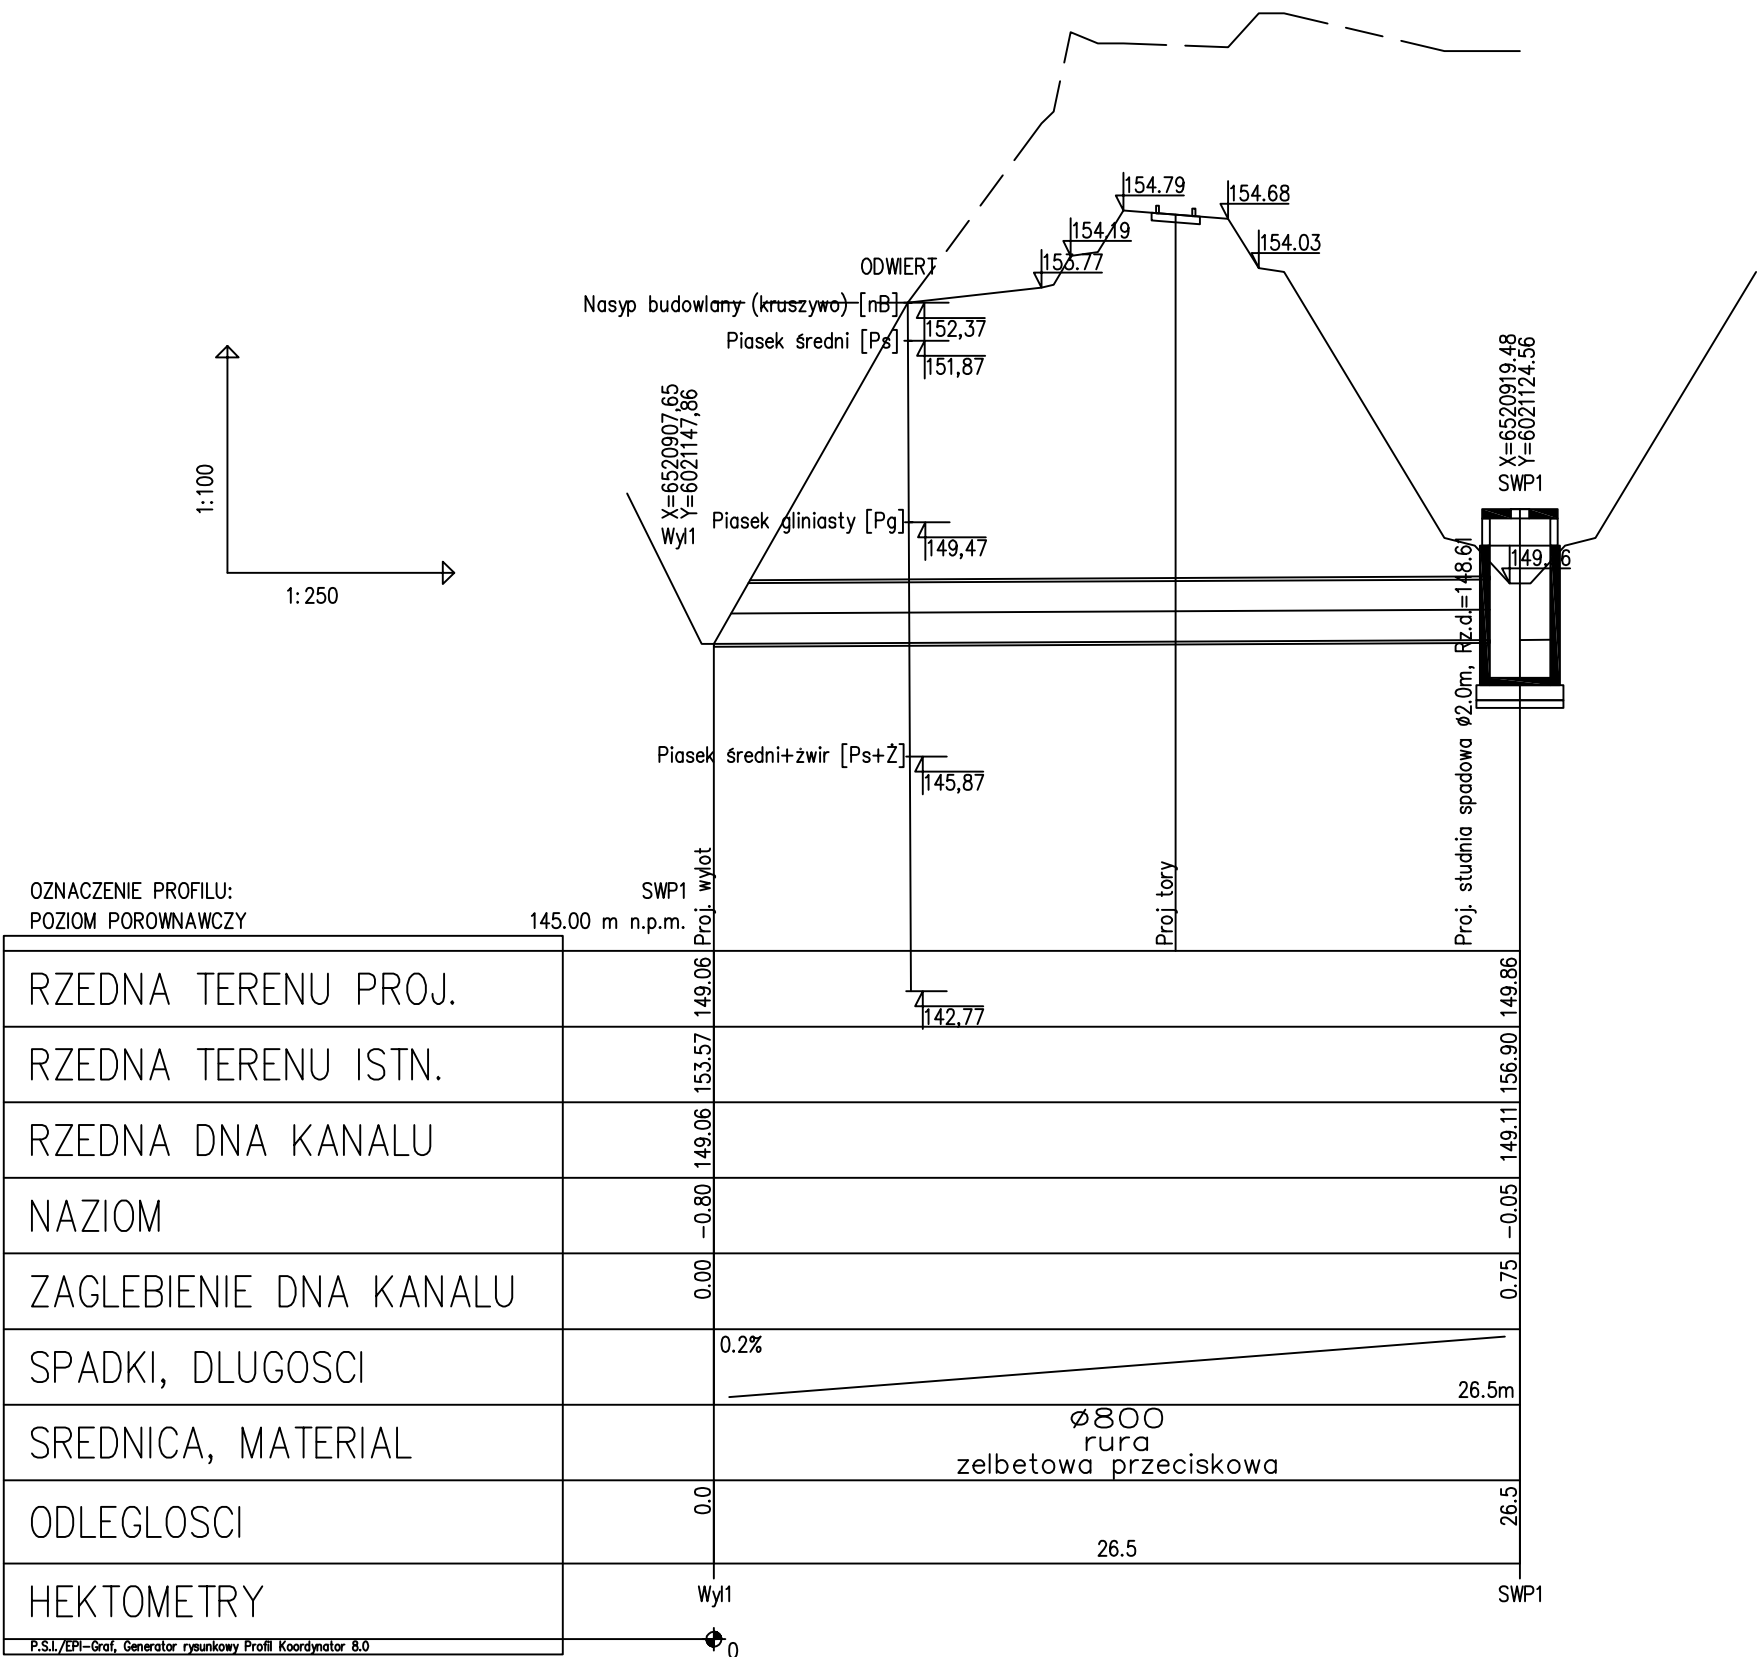 154.79
154.68
154.19
154.03
153.77
ODWIERT
Nasyp budowlany (kruszywo) [nB]
152,37
Piasek średni [Ps]
151,87
X=6520907,65
Y=6021147,86
Wyl1
X=6520919.48
Y=6021124.56
SWP1
1:100
1:250
Piasek gliniasty [Pg]
149,47
Piasek średni+żwir [Ps+Ż]
145,87
Proj. wylot
Proj tory
Proj. studnia spadowa ø2.0m, Rz.d.=148.61
OZNACZENIE PROFILU: SWP1
POZIOM POROWNAWCZY 145.00 m n.p.m.
RZEDNA TERENU PROJ. 149.06 149.86
142,77
RZEDNA TERENU ISTN. 153.57 156.90
RZEDNA DNA KANALU 149.06 149.11
NAZIOM -0.80 -0.05
ZAGLEBIENIE DNA KANALU 0.00 0.75
SPADKI, DLUGOSCI 0.2% 26.5m
SREDNICA, MATERIAL
ø800
rura
zelbetowa przeciskowa
ODLEGLOSCI 0.0 26.5 26.5
HEKTOMETRY
Wyl1 SWP1
P.S.I./EPI-Graf, Generator rysunkowy Profil Koordynator 8.0
0